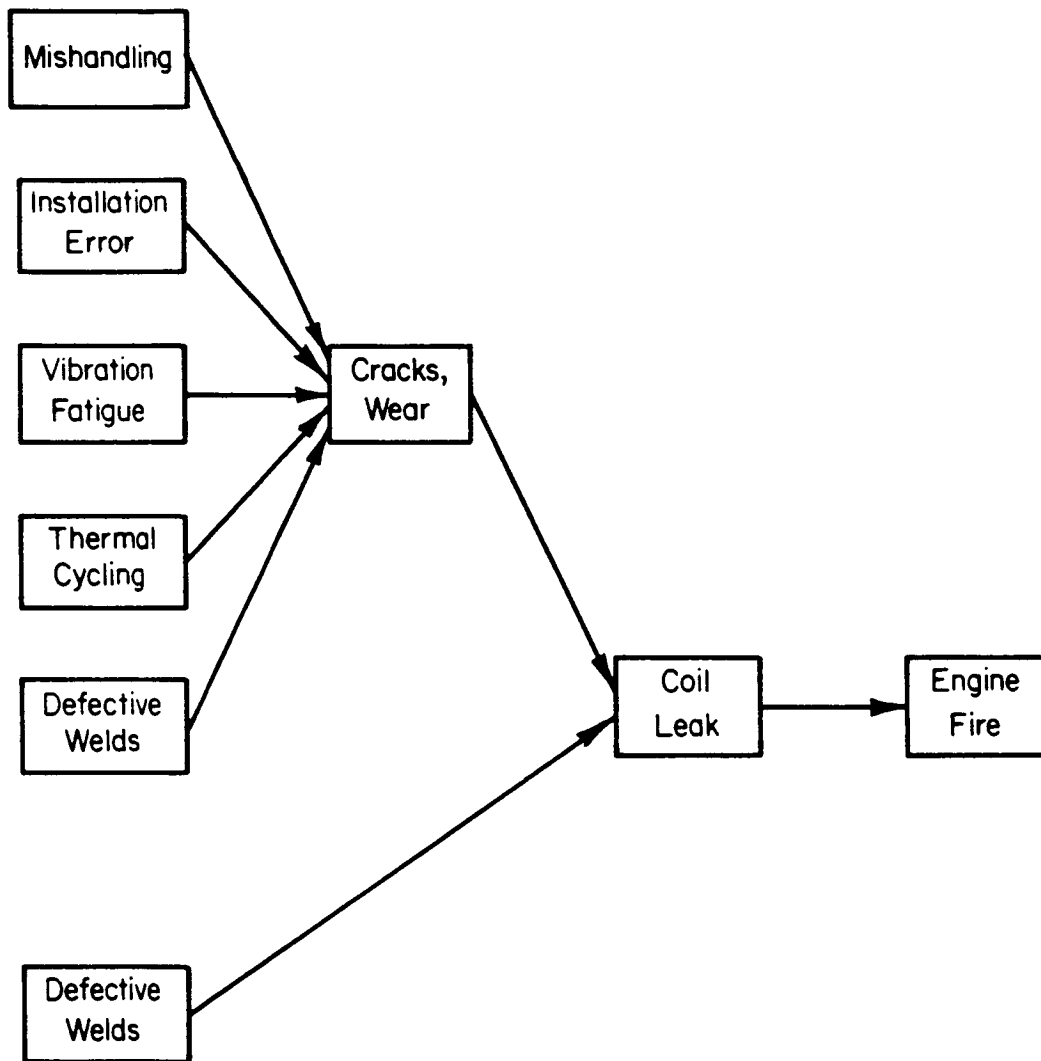 Mishandling
Installation
Error
Vibration
Fatigue
Cracks,
Wear
Thermal
Cycling
Defective
Welds
Coil
Leak
Engine
Fire
Defective
Welds